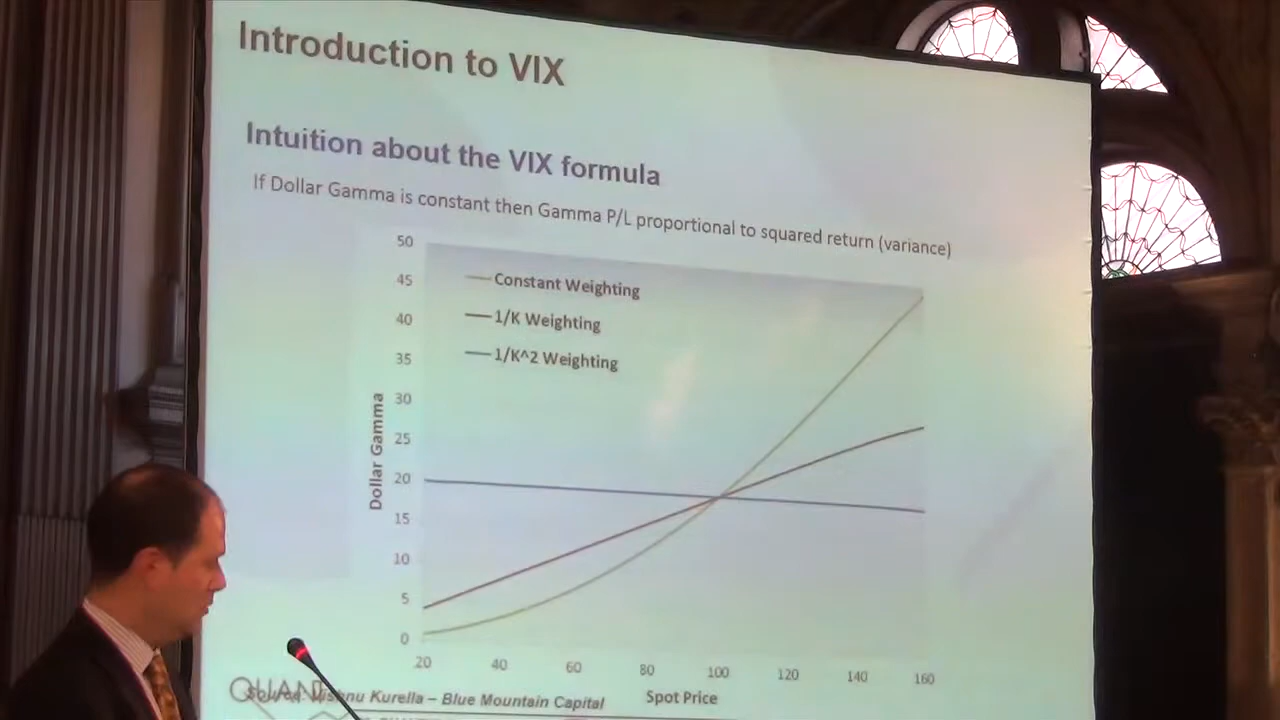 Introduction to VIX
Intuition about the VIX formula
If Dollar Gamma is constant then Gamma P/L proportional to squared return (variance)
50
45
40
35
30
25
20
15
10
5
0
Dollar Gamma
Constant Weighting
1/K Weighting
1/K^2 Weighting
20 40 60 80 100 120 140 160
Spot Price
QUANT
Kurella – Blue Mountain Capital